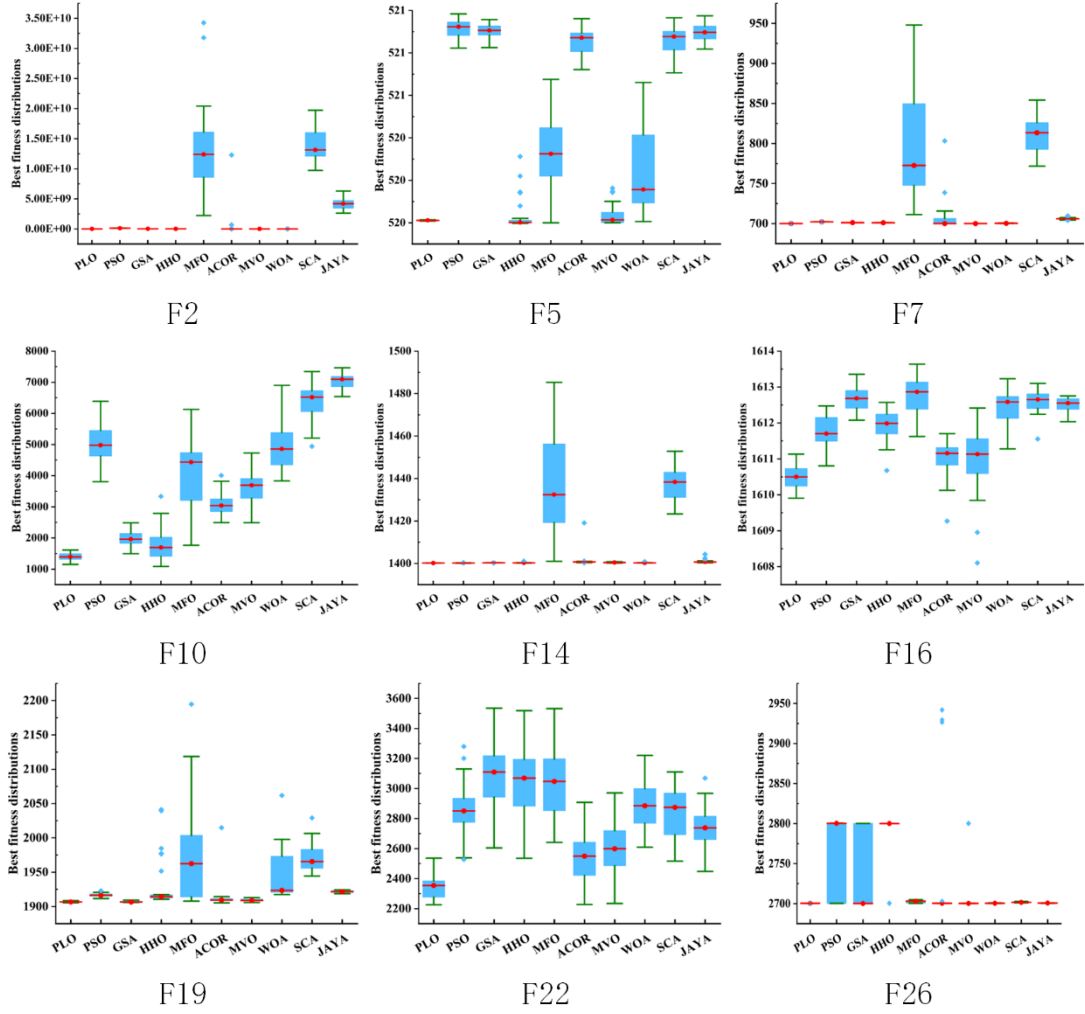 Best fitness distributions
3.50E+10
3.00E+10
2.50E+10
2.00E+10
1.50E+10
1.00E+10
5.00E+09
0.00E+00
PLO PSO GSA HHO MFO ACOR MVO WOA SCA JAYA
F2
Best fitness distributions
521
521
521
520
520
520
PLO PSO GSA HHO MFO ACOR MVO WOA SCA JAYA
F5
Best fitness distributions
950
900
850
800
750
700
PLO PSO GSA HHO MFO ACOR MVO WOA SCA JAYA
F7
Best fitness distributions
8000
7000
6000
5000
4000
3000
2000
1000
PLO PSO GSA HHO MFO ACOR MVO WOA SCA JAYA
F10
Best fitness distributions
1500
1480
1460
1440
1420
1400
PLO PSO GSA HHO MFO ACOR MVO WOA SCA JAYA
F14
Best fitness distributions
1614
1613
1612
1611
1610
1609
1608
PLO PSO GSA HHO MFO ACOR MVO WOA SCA JAYA
F16
Best fitness distributions
2200
2150
2100
2050
2000
1950
1900
PLO PSO GSA HHO MFO ACOR MVO WOA SCA JAYA
F19
Best fitness distributions
3600
3400
3200
3000
2800
2600
2400
2200
PLO PSO GSA HHO MFO ACOR MVO WOA SCA JAYA
F22
Best fitness distributions
2950
2900
2850
2800
2750
2700
PLO PSO GSA HHO MFO ACOR MVO WOA SCA JAYA
F26